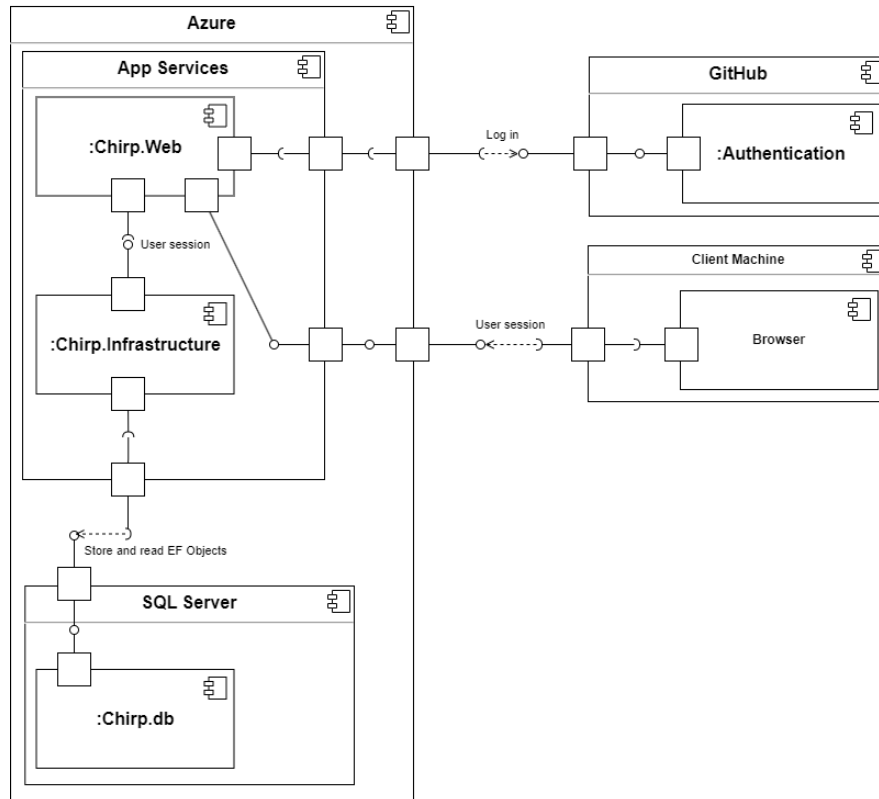 Azure
App Services
:Chirp.Web
GitHub
Log in
:Authentication
User session
Client Machine
User session
Browser
:Chirp.Infrastructure
Store and read EF Objects
SQL Server
:Chirp.db